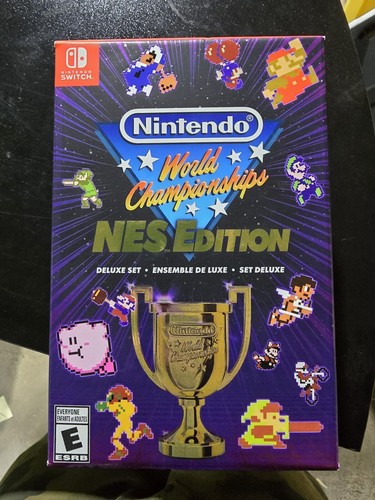 NINTENDO
SWITCH
Nintendo®
World
Championships
NES EDITION
DELUXE SET • ENSEMBLE DE LUXE • SET DELUXE
Nintendo
World
Championships
EVERYONE
ENFANTS et ADULTES
E
ESRB